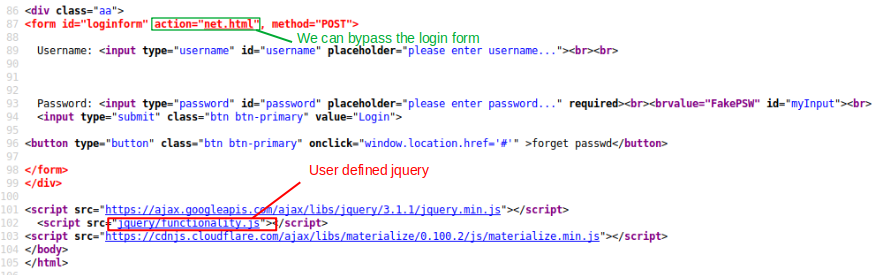 86 <div class="aa">
87 <form id="loginform" action="net.html", method="POST">
88
We can bypass the login form
89 Username: <input type="username" id="username" placeholder="please enter username..."><br><br>
90
91
92
93 Password: <input type="password" id="password" placeholder="please enter password..." required><br><brvalue="FakePSW" id="myInput"><br>
94 <input type="submit" class="btn btn-primary" value="Login">
95
96 <button type="button" class="btn btn-primary" onclick="window.location.href='#'" >forget passwd</button>
97
98 </form>
User defined jquery
99 </div>
100
101 <script src="https://ajax.googleapis.com/ajax/libs/jquery/3.1.1/jquery.min.js"></script>
102 <script src="jquery/functionality.js"></script>
103 <script src="https://cdnjs.cloudflare.com/ajax/libs/materialize/0.100.2/js/materialize.min.js"></script>
104 </body>
105 </html>
106